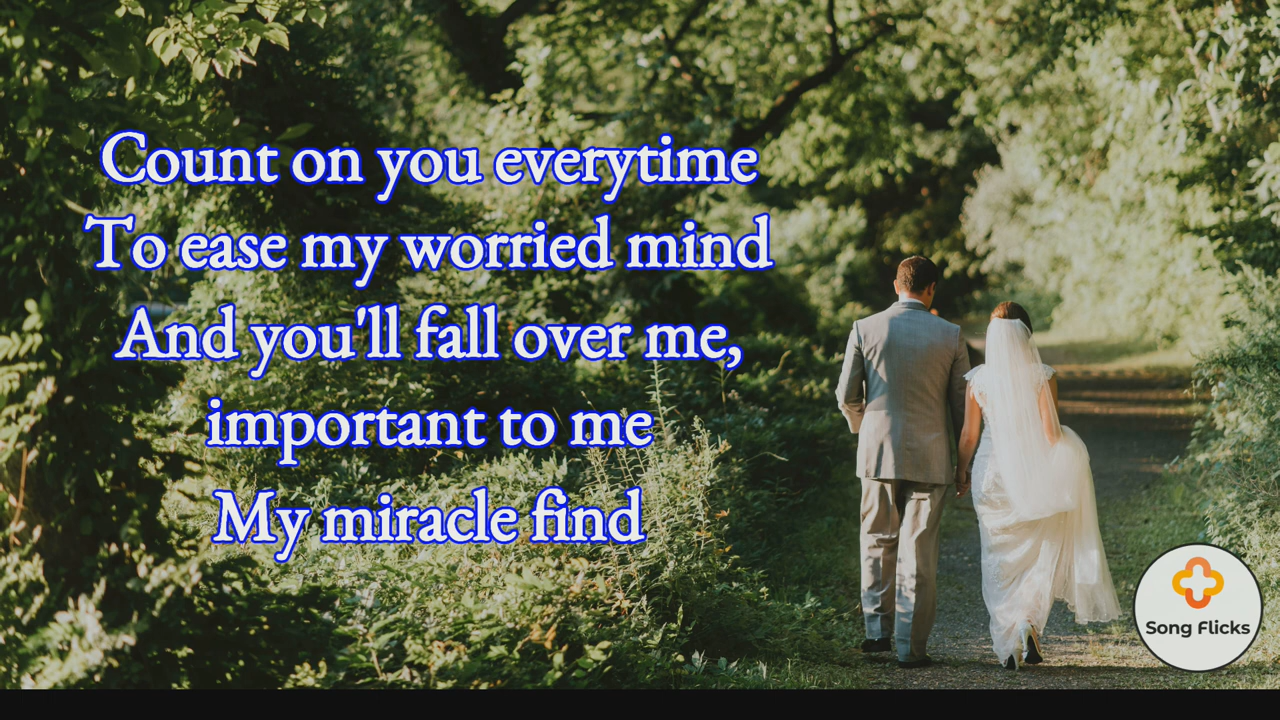 Count on you everytime
To ease my worried mind
And you'll fall over me,
important to me
My miracle find
Song Flicks